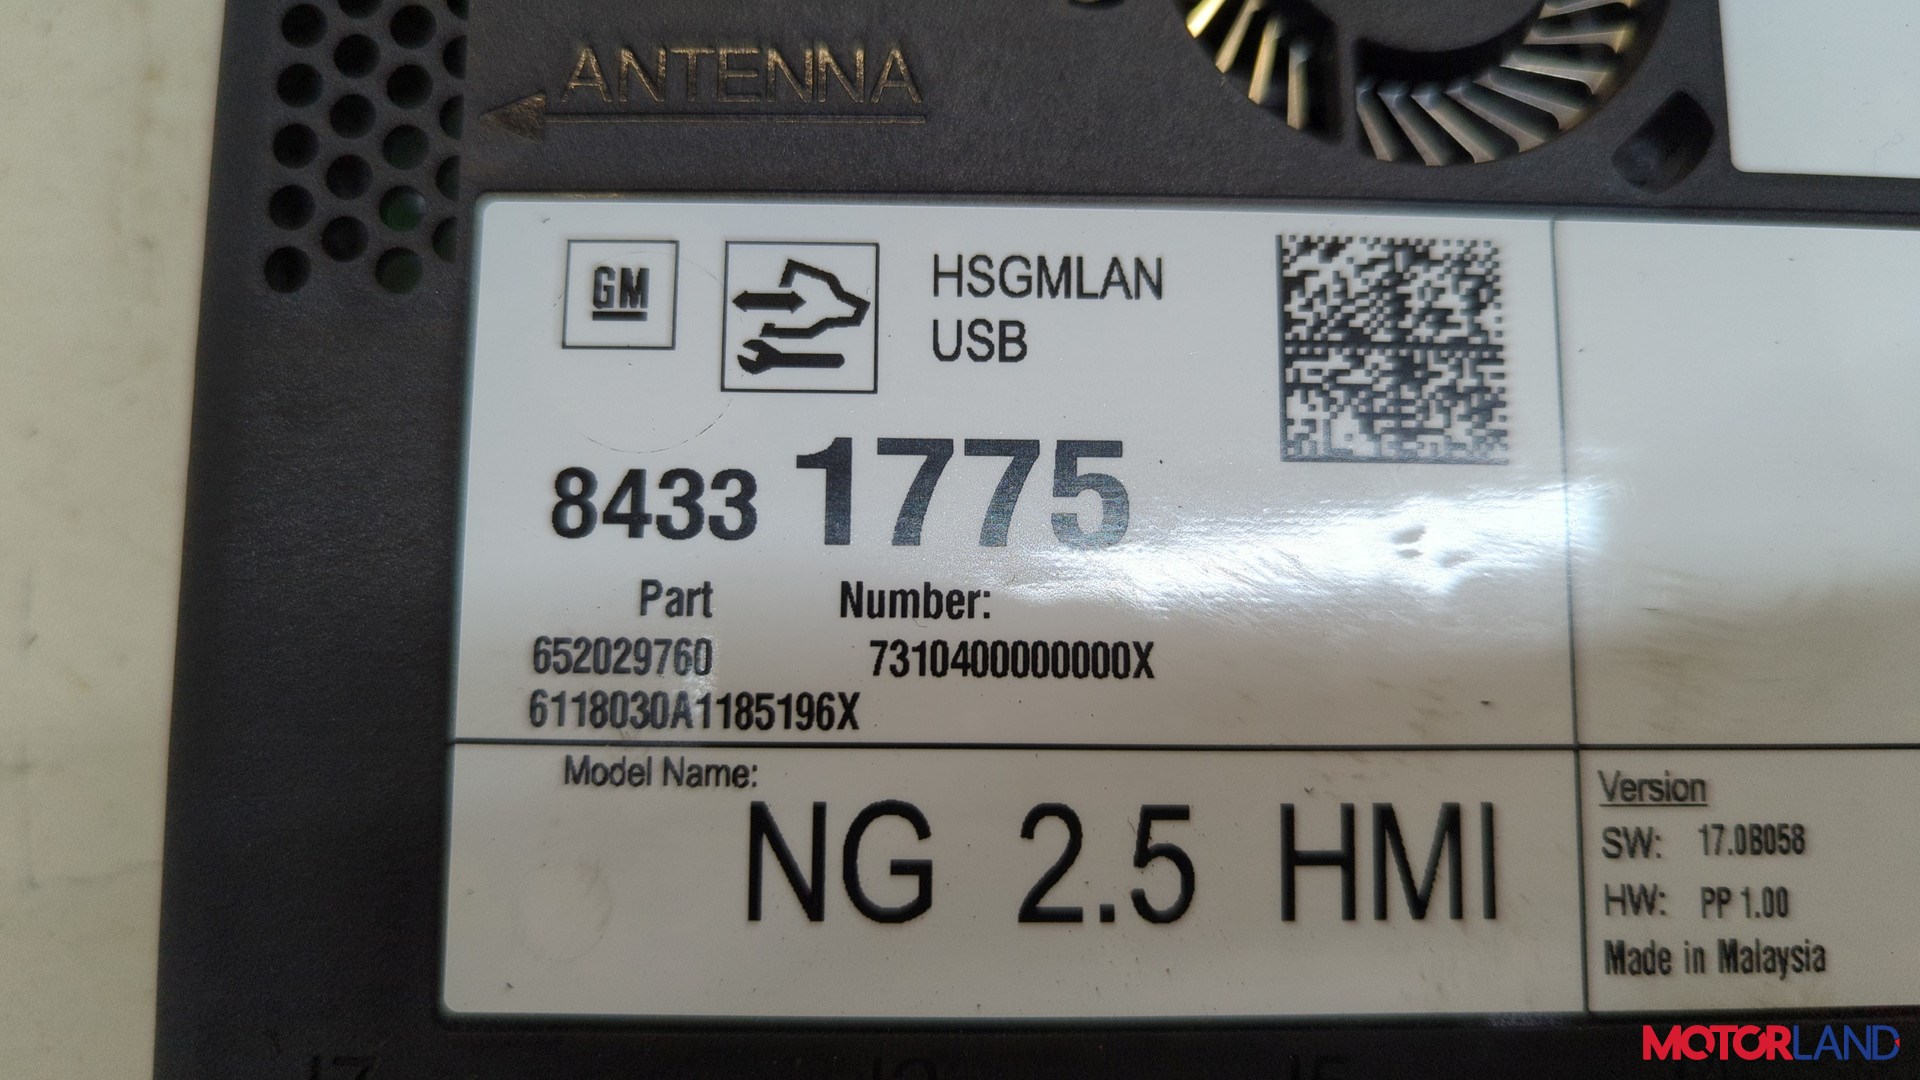 ANTENNA
GM
HSGMLAN
USB
8433 1775
Part Number:
652029760 7310400000000X
6118030A1185196X
Model Name:
NG 2.5 HMI
Version
SW: 17.0B058
HW: PP 1.00
Made in Malaysia
MOTORLAND